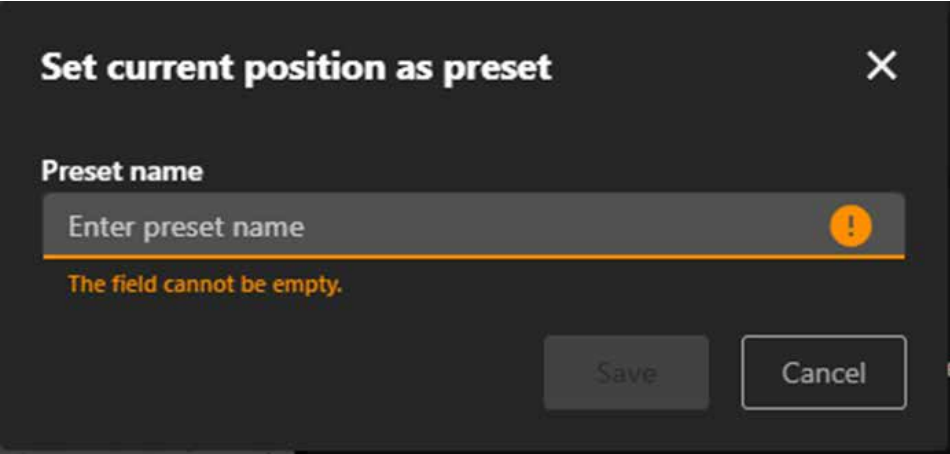 Set current position as preset
Preset name
Enter preset name
!
The field cannot be empty.
Save
Cancel